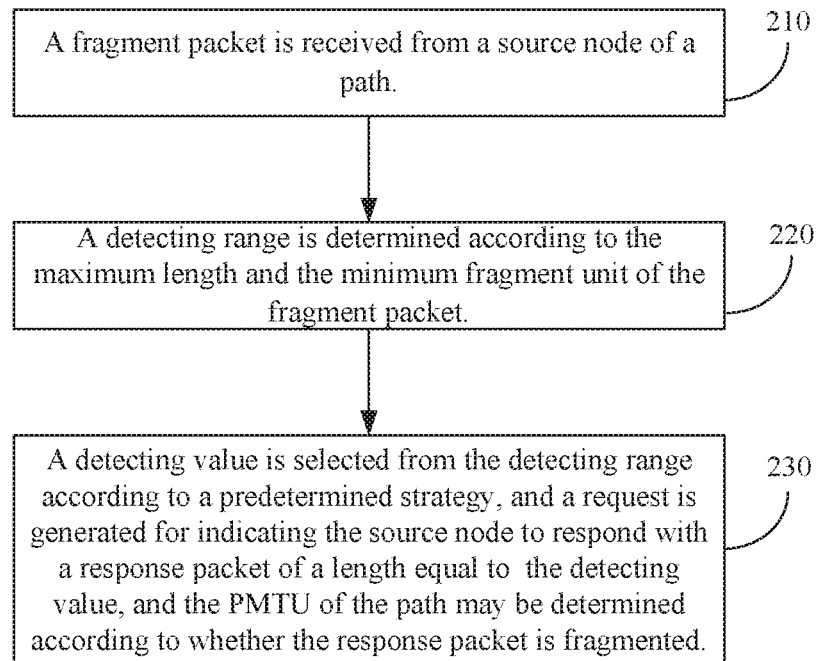 A fragment packet is received from a source node of a
path.
210
A detecting range is determined according to the
maximum length and the minimum fragment unit of the
fragment packet.
220
A detecting value is selected from the detecting range
according to a predetermined strategy, and a request is
generated for indicating the source node to respond with
a response packet of a length equal to the detecting
value, and the PMTU of the path may be determined
according to whether the response packet is fragmented.
230